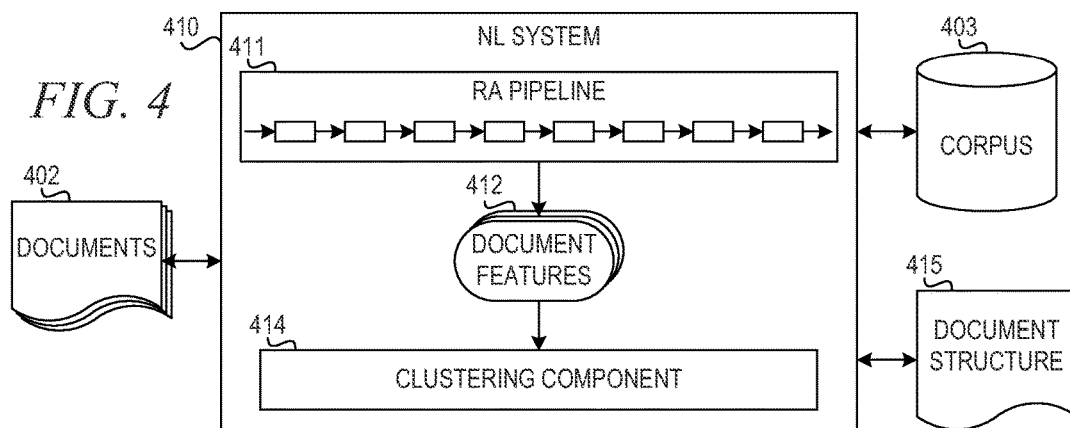 410
NL SYSTEM
403
411
FIG. 4
RA PIPELINE
CORPUS
402
DOCUMENTS
412
DOCUMENT
FEATURES
415
DOCUMENT
STRUCTURE
414
CLUSTERING COMPONENT